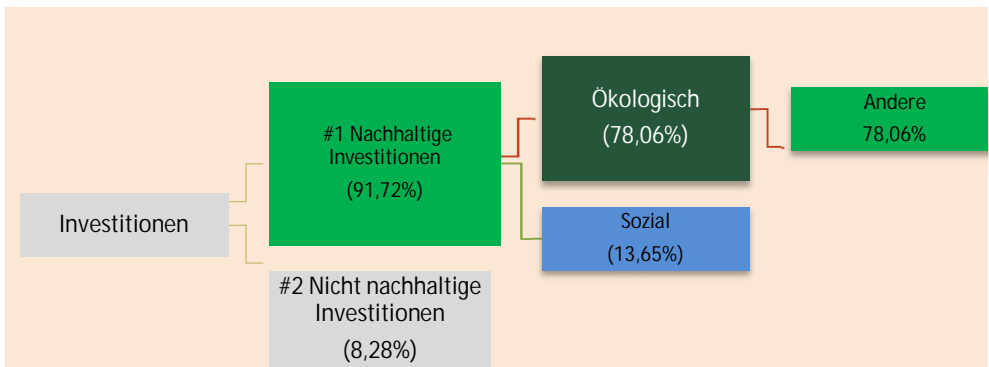 Investitionen
#1 Nachhaltige
Investitionen
(91,72%)
#2 Nicht nachhaltige
Investitionen
(8,28%)
Ökologisch
(78,06%)
Sozial
(13,65%)
Andere
78,06%